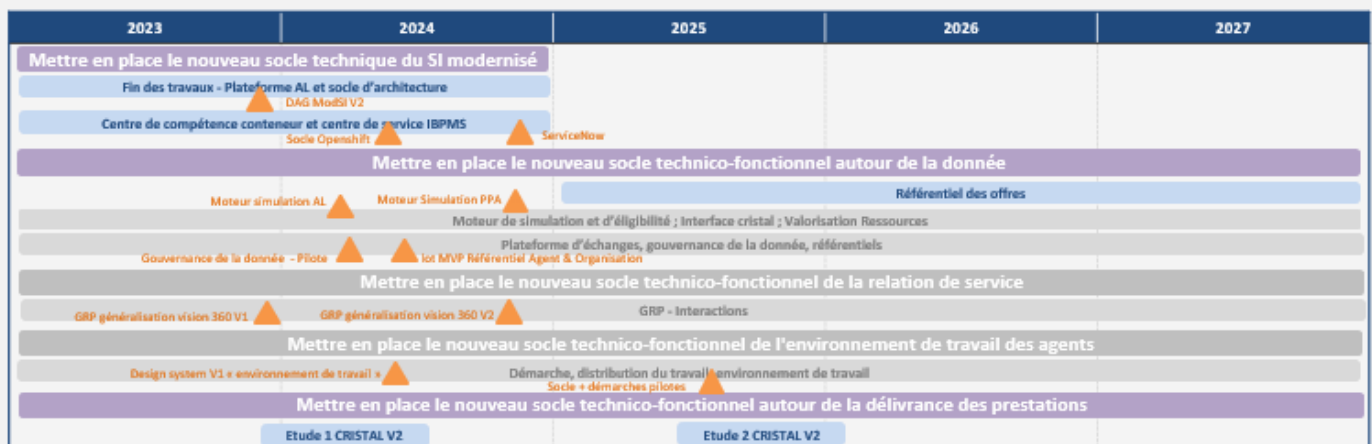 2023 2024 2025 2026 2027
Mettre en place le nouveau socle technique du SI modernisé
Fin des travaux - Plateforme AL et socle d'architecture
DAG ModSI V2
Centre de compétence conteneur et centre de service IBPMS
Socle Openshift
ServiceNow
Mettre en place le nouveau socle technico-fonctionnel autour de la donnée
Référentiel des offres
Moteur simulation AL
Moteur Simulation PPA
Moteur de simulation et d'éligibilité ; Interface cristal ; Valorisation Ressources
Plateforme d'échanges, gouvernance de la donnée, référentiels
Gouvernance de la donnée - Pilote
lot MVP Référentiel Agent & Organisation
Mettre en place le nouveau socle technico-fonctionnel de la relation de service
GRP - Interactions
GRP généralisation vision 360 V1
GRP généralisation vision 360 V2
Mettre en place le nouveau socle technico-fonctionnel de l'environnement de travail des agents
Design system V1 « environnement de travail »
Démarche, distribution du travail, environnement de travail
Socle + démarches pilotes
Mettre en place le nouveau socle technico-fonctionnel autour de la délivrance des prestations
Etude 1 CRISTAL V2
Etude 2 CRISTAL V2